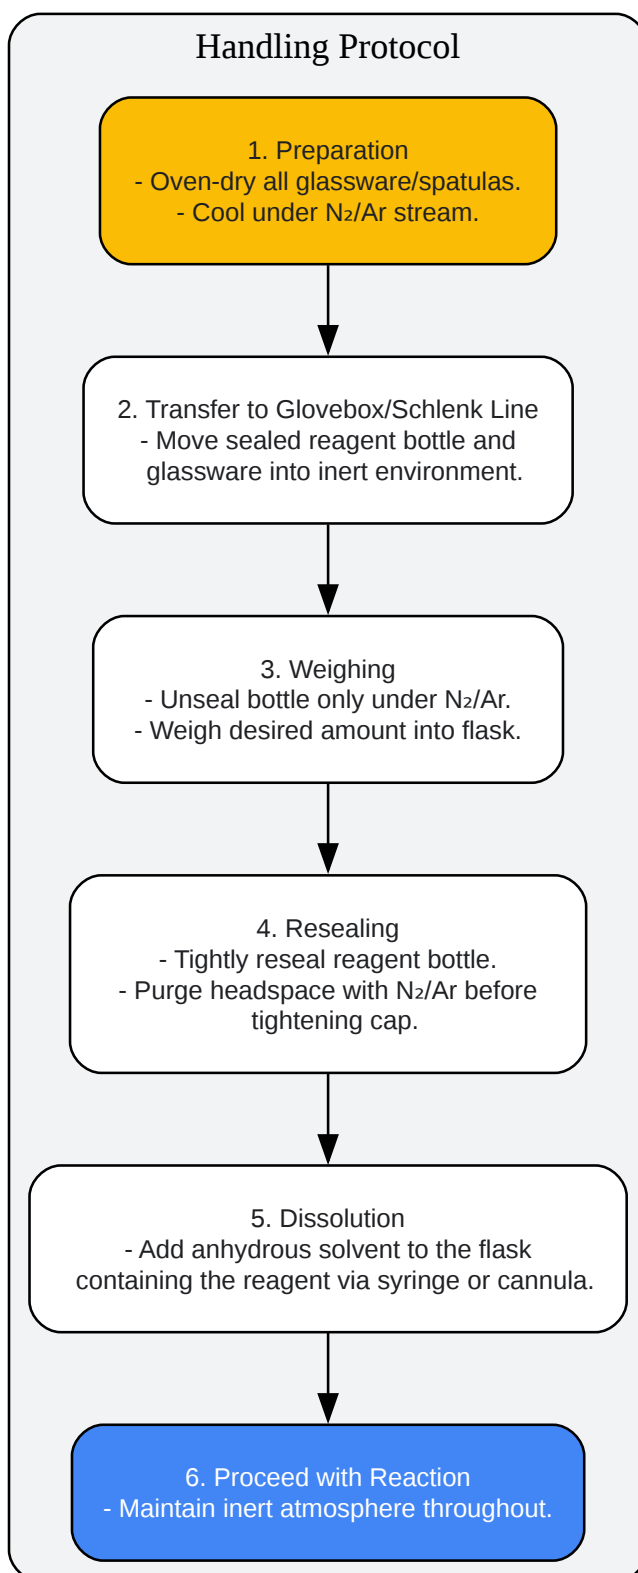 Handling Protocol
1. Preparation
- Oven-dry all glassware/spatulas.
- Cool under N₂/Ar stream.
2. Transfer to Glovebox/Schlenk Line
- Move sealed reagent bottle and
glassware into inert environment.
3. Weighing
- Unseal bottle only under N₂/Ar.
- Weigh desired amount into flask.
4. Resealing
- Tightly reseal reagent bottle.
- Purge headspace with N₂/Ar before
tightening cap.
5. Dissolution
- Add anhydrous solvent to the flask
containing the reagent via syringe or cannula.
6. Proceed with Reaction
- Maintain inert atmosphere throughout.